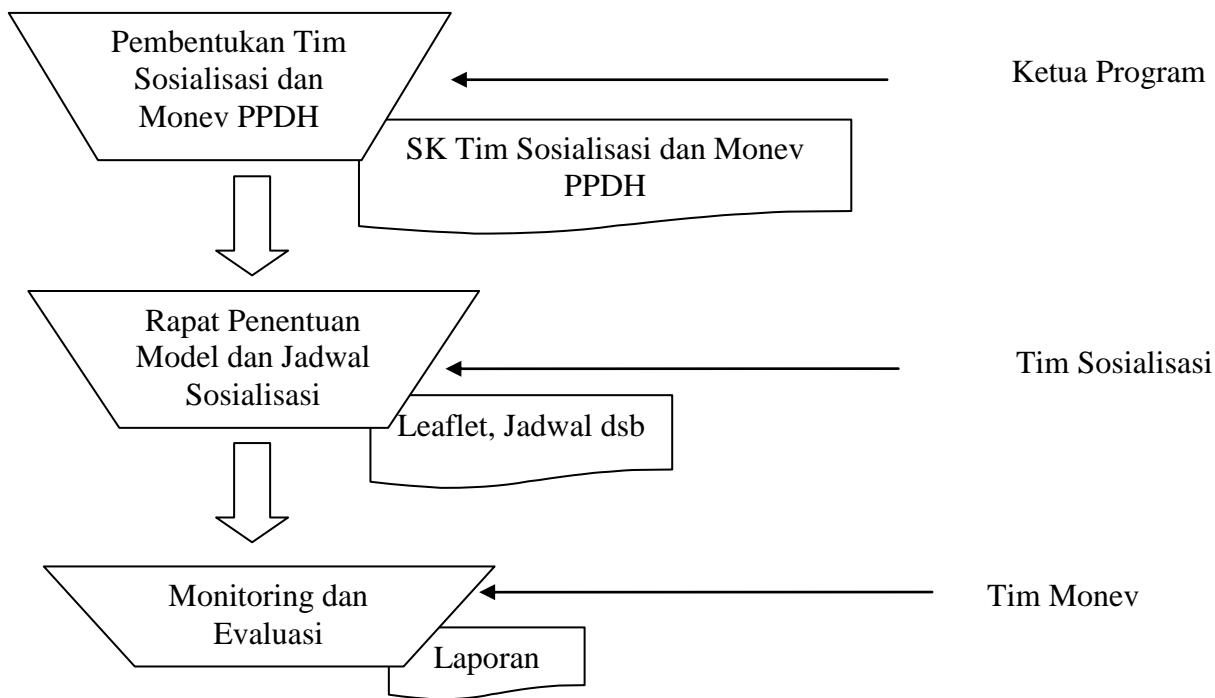 Pembentukan Tim
Sosialisasi dan
Monev PPDH
Ketua Program
SK Tim Sosialisasi dan Monev
PPDH
Rapat Penentuan
Model dan Jadwal
Sosialisasi
Tim Sosialisasi
Leaflet, Jadwal dsb
Monitoring dan
Evaluasi
Tim Monev
Laporan